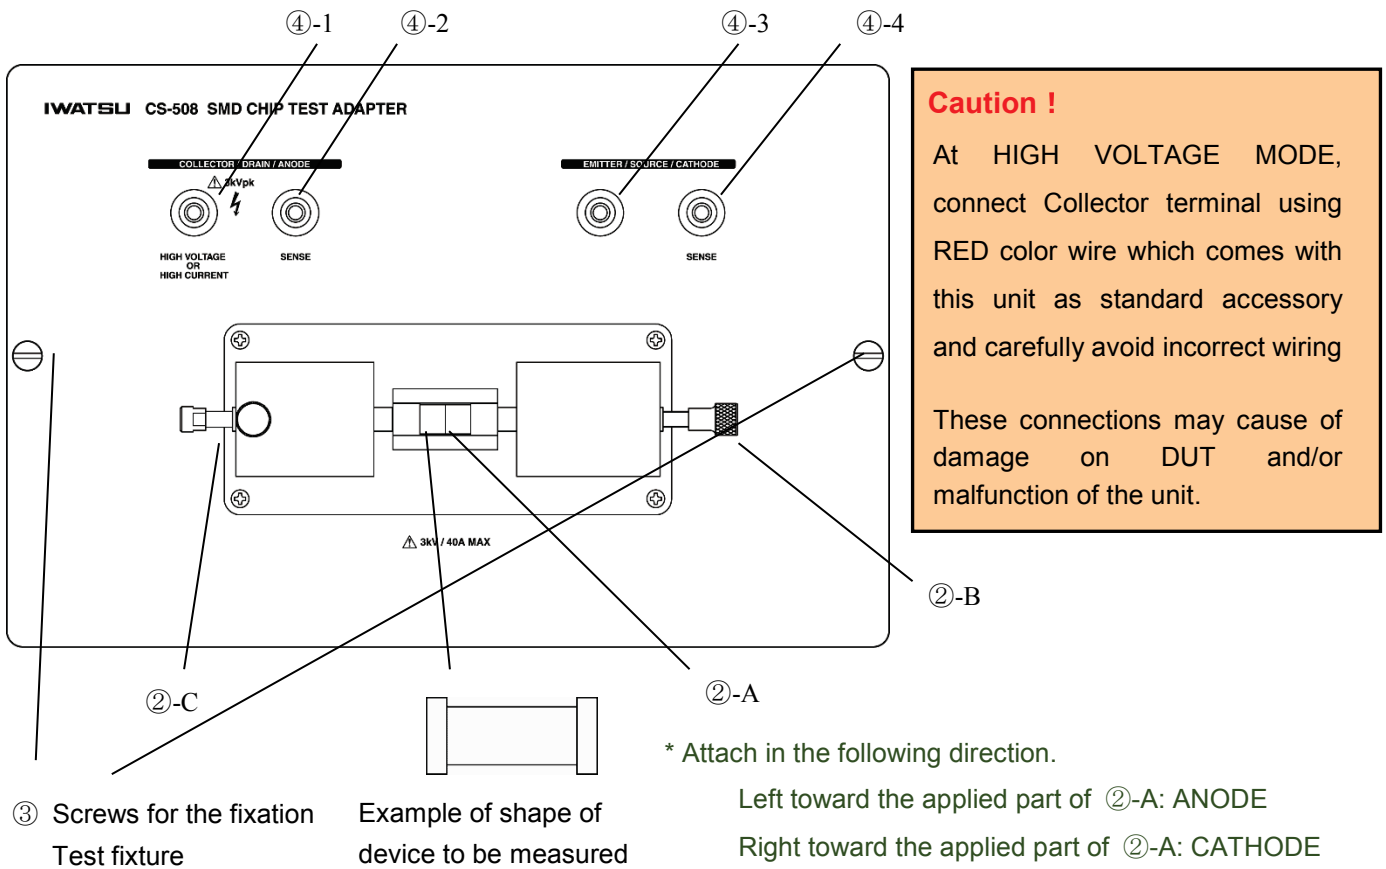 ④-1
④-2
④-3
④-4
IWATSU CS-508 SMD CHIP TEST ADAPTER
COLLECTOR / DRAIN / ANODE
EMITTER / SOURCE / CATHODE
⚠ 3kVpk
HIGH VOLTAGE
OR
HIGH CURRENT
SENSE
SENSE
⚠ 3kV / 40A MAX
Caution !
At HIGH VOLTAGE MODE,
connect Collector terminal using
RED color wire which comes with
this unit as standard accessory
and carefully avoid incorrect wiring
These connections may cause of
damage on DUT and/or
malfunction of the unit.
②-B
②-C
②-A
③ Screws for the fixation
Test fixture
Example of shape of
device to be measured
* Attach in the following direction.
Left toward the applied part of ②-A: ANODE
Right toward the applied part of ②-A: CATHODE